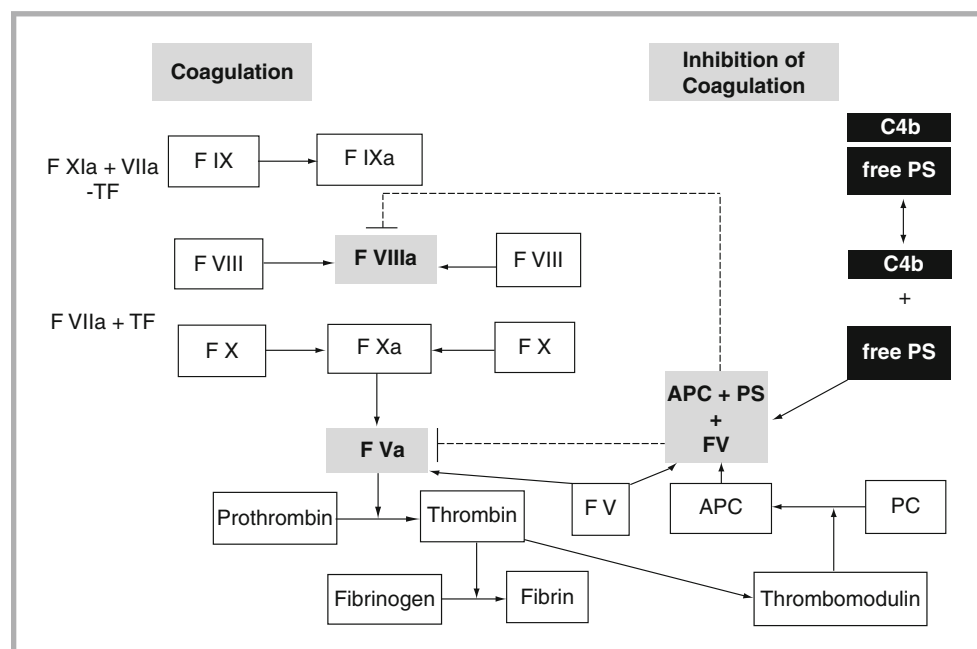 Coagulation
Inhibition of
Coagulation
C4b
free PS
F XIa + VIIa
-TF
F IX
F IXa
F VIII
F VIIIa
F VIII
C4b
+
free PS
F VIIa + TF
F X
F Xa
F X
APC + PS
+
FV
F Va
Prothrombin
Thrombin
F V
APC
PC
Fibrinogen
Fibrin
Thrombomodulin